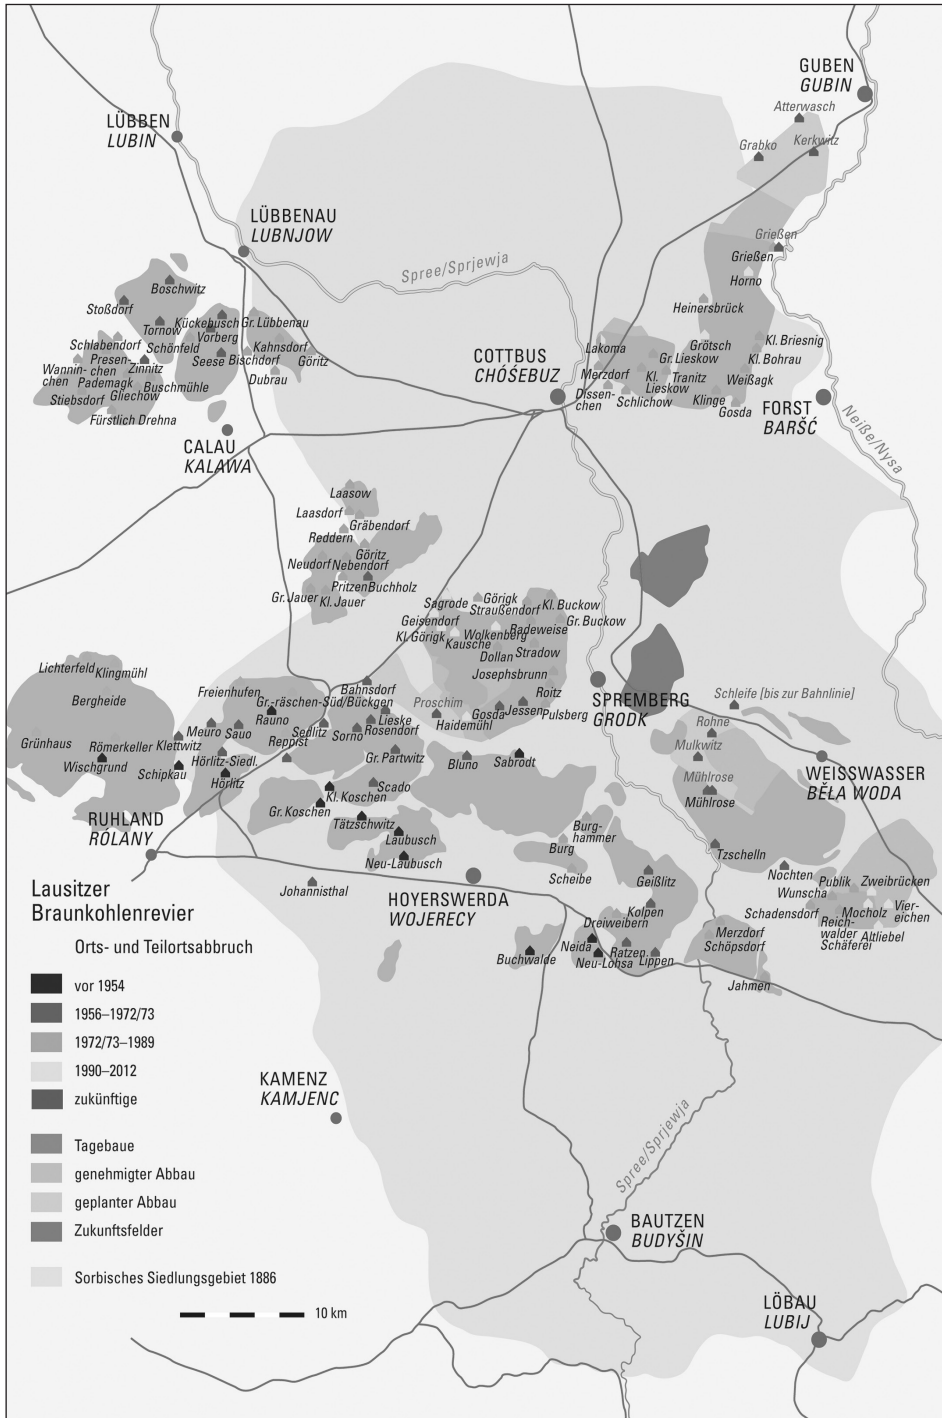 GUBEN
GUBIN
Atterwasch
Grabko
Kerkwitz
LÜBBEN
LUBIN
LÜBBENAU
LUBNJOW
Spree/Sprjewja
Grießen
Grießen
Horno
Heinersbrück
Boschwitz
Stoßdorf
Tornow
Kückebusch
Gr. Lübbenau
Vorberg
Schlabendorf
Schönfeld
Kahnsdorf
Presen-
chen
Zinnitz
Seese
Bischdorf
Göritz
Wannin-
chen
Dubrau
Pademagk
Buschmühle
Stiebsdorf
Gliechow
Fürstlich Drehna
CALAU
KALAWA
COTTBUS
CHÓŚEBUZ
Lakoma
Merzdorf
Dissen-
chen
Schlichow
Kl.
Lieskow
Gr. Lieskow
Tranitz
Grötsch
Kl. Briesnig
Kl. Bohrau
Weißagk
Klinge
Gosda
FORST
BARŠĆ
Neiße/Nysa
Laasow
Laasdorf
Gräbendorf
Reddern
Göritz
Neudorf
Nebendorf
Pritzen
Buchholz
Gr. Jauer
Kl. Jauer
Sagrode
Görigk
Straußendorf
Kl. Buckow
Geisendorf
Radeweise
Gr. Buckow
Kl. Görigk
Wolkenberg
Kausche
Stradow
Dollan
Josephsbrunn
Roitz
Proschim
Gosda
Jessen
Pulsberg
Haidemühl
SPREMBERG
GRODK
Schleife [bis zur Bahnlinie]
Rohne
Mulkwitz
Mühlrose
Mühlrose
WEISSWASSER
BĚŁA WODA
Lichterfeld
Klingmühl
Bergheide
Grünhaus
Römerkeller
Klettwitz
Wischgrund
Schipkau
Freienhufen
Bahnsdorf
Gr.-räschen-Süd/Bückgen
Rauno
Lieske
Meuro
Sauo
Sedlitz
Sorno
Rosendorf
Reppist
Hörlitz-Siedl.
Hörlitz
Gr. Partwitz
Bluno
Sabrodt
Scado
Kl. Koschen
Gr. Koschen
Tätzschwitz
Laubusch
Neu-Laubusch
RUHLAND
RÓLANY
Johannisthal
HOYERSWERDA
WOJERECY
Burg-
hammer
Burg
Scheibe
Geißlitz
Tzschelln
Nochten
Publik
Zweibrücken
Wunscha
Schadensdorf
Mocholz
Vier-
eichen
Reich-
walder
Schäferei
Altliebel
Kolpen
Dreiweibern
Merzdorf
Schöpsdorf
Buchwalde
Neida
Ratzen
Lippen
Neu-Lohsa
Jahmen
Lausitzer
Braunkohlenrevier
Orts- und Teilortsabbruch
vor 1954
1956–1972/73
1972/73–1989
1990–2012
zukünftige
Tagebaue
genehmigter Abbau
geplanter Abbau
Zukunftsfelder
Sorbisches Siedlungsgebiet 1886
10 km
KAMENZ
KAMJENC
Spree/Sprjewja
BAUTZEN
BUDYŠIN
LÖBAU
LUBIJ